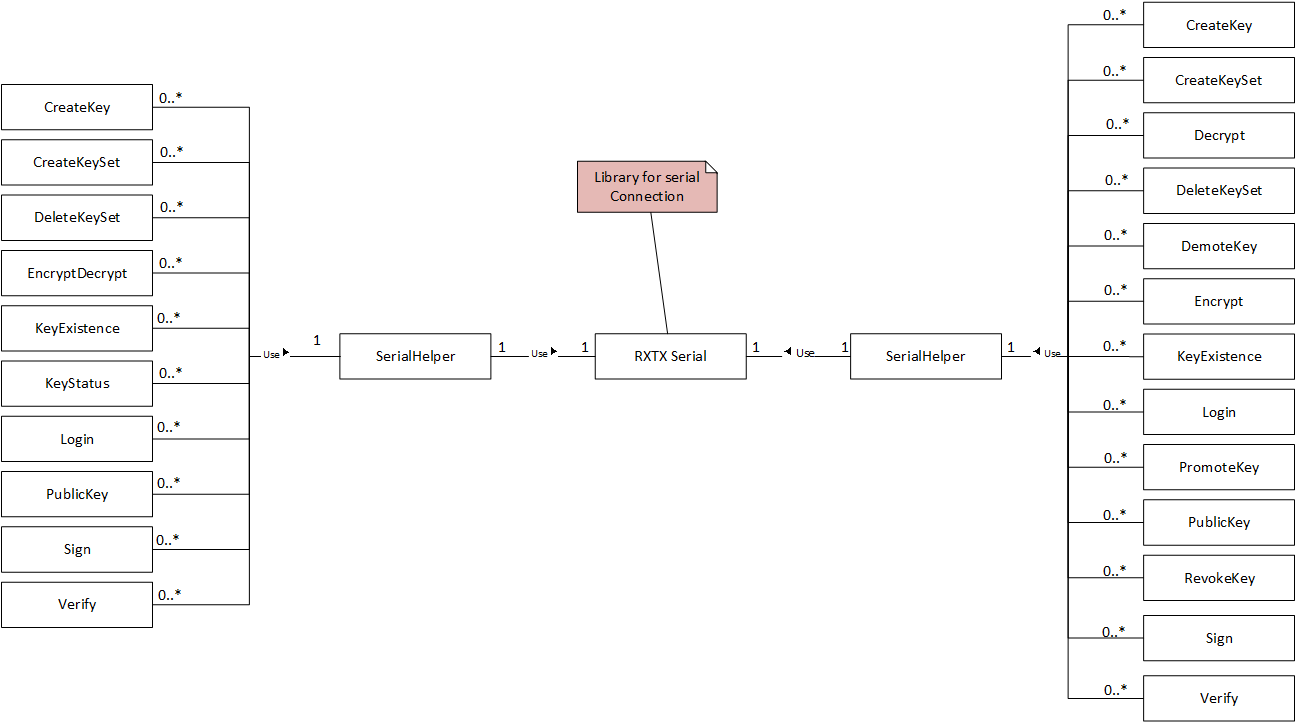 CreateKey
0..*
CreateKeySet
0..*
DeleteKeySet
0..*
EncryptDecrypt
0..*
KeyExistence
0..*
KeyStatus
0..*
Login
0..*
PublicKey
0..*
Sign
0..*
Verify
0..*
Use
1
SerialHelper
1
Use
1
Library for serial
Connection
RXTX Serial
1
Use
1
SerialHelper
1
Use
0..*
CreateKey
0..*
CreateKeySet
0..*
Decrypt
0..*
DeleteKeySet
0..*
DemoteKey
0..*
Encrypt
0..*
KeyExistence
0..*
Login
0..*
PromoteKey
0..*
PublicKey
0..*
RevokeKey
0..*
Sign
0..*
Verify